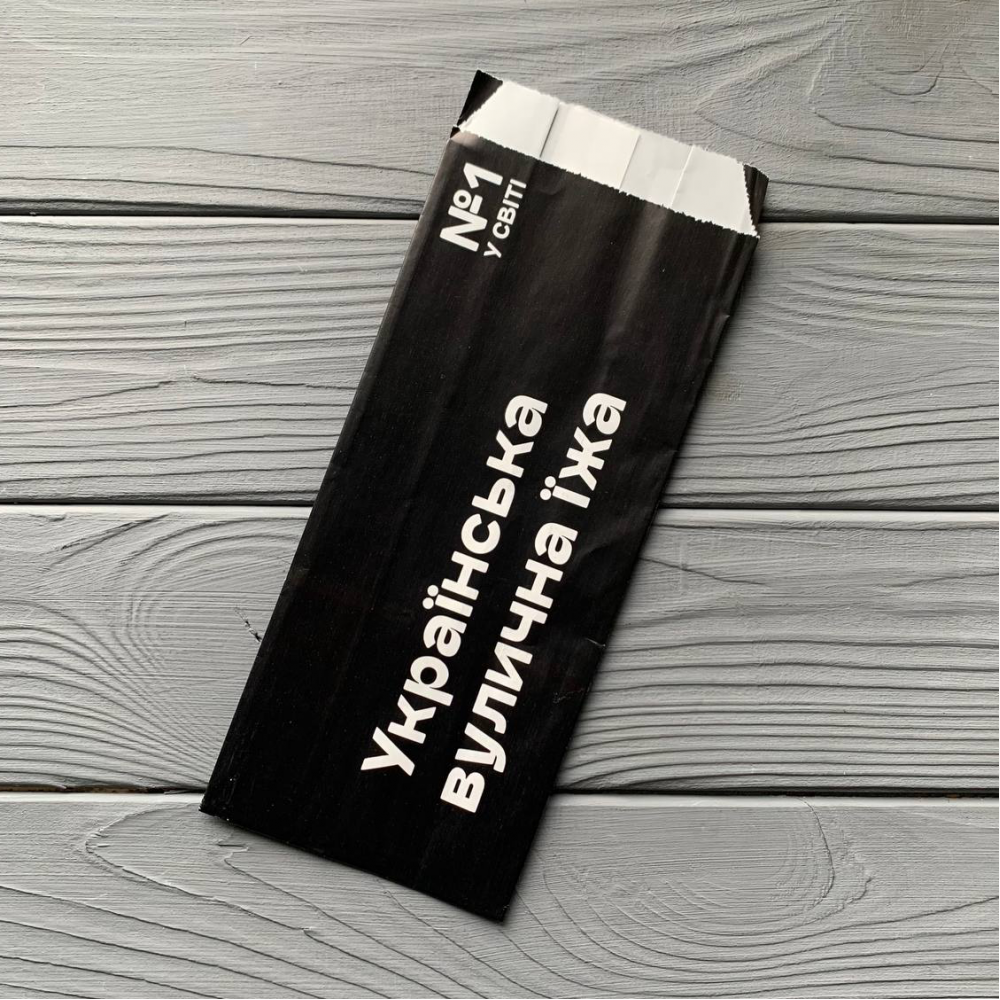 №1
У СВІТІ
Українська
вулична їжа